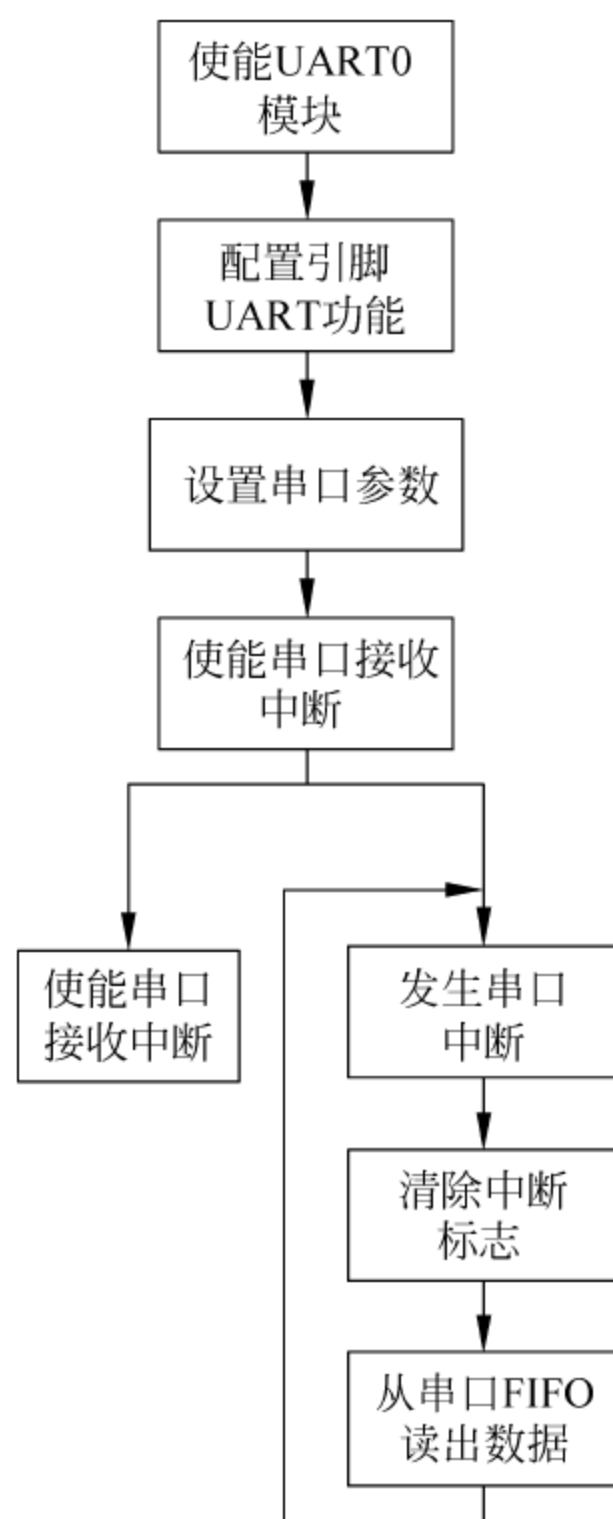 使能UART0
模块
配置引脚
UART功能
设置串口参数
使能串口接收
中断
使能串口
接收中断
发生串口
中断
清除中断
标志
从串口FIFO
读出数据